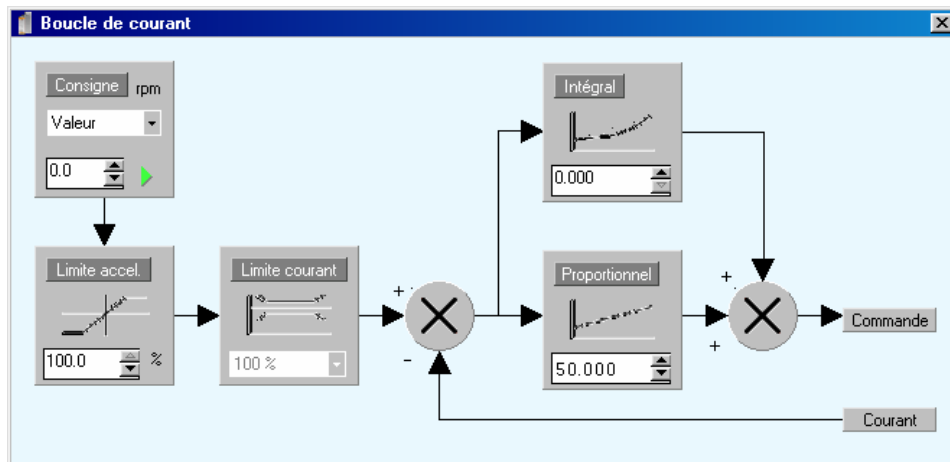 Boucle de courant
Consigne rpm
Valeur
0.0
Intégral
0.000
Limite accel.
100.0 %
Limite courant
100 %
+
-
Proportionnel
50.000
+
+
Commande
Courant